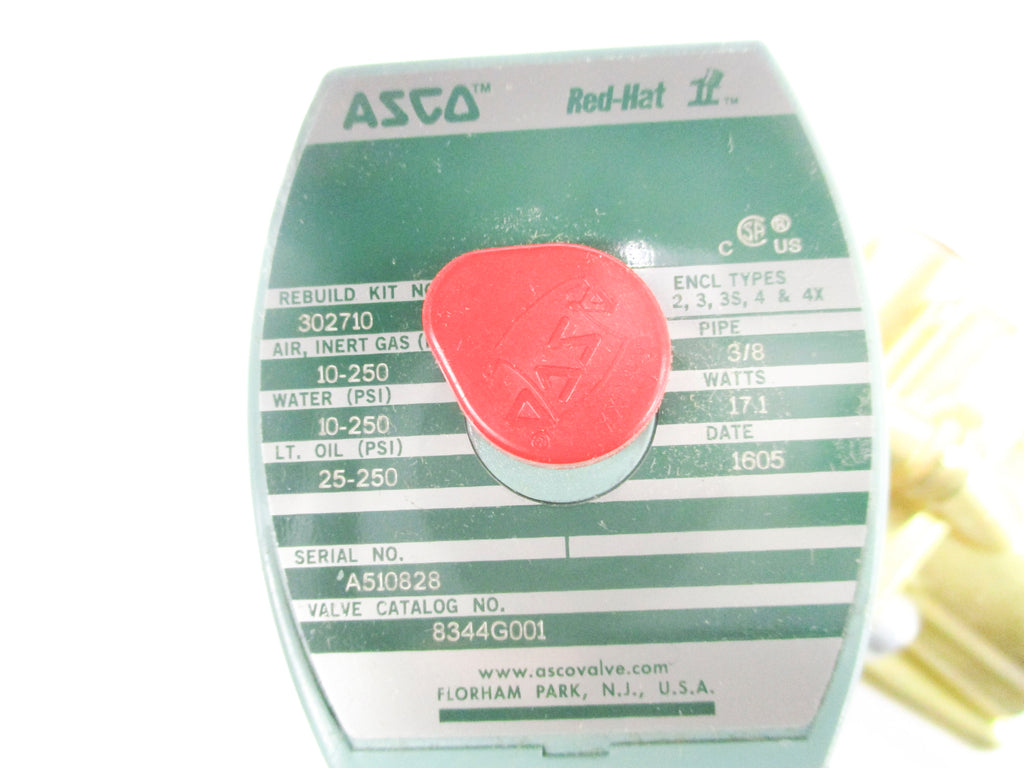 ASCO™
Red-Hat II™
C SA ® US
REBUILD KIT NO
302710
AIR, INERT GAS (
10-250
WATER (PSI)
10-250
LT. OIL (PSI)
25-250
ENCL TYPES
2, 3, 3S, 4 & 4X
PIPE
3/8
WATTS
17.1
DATE
1605
ASCO
®
SERIAL NO.
A510828
VALVE CATALOG NO.
8344G001
www.ascovalve.com
FLORHAM PARK, N.J., U.S.A.